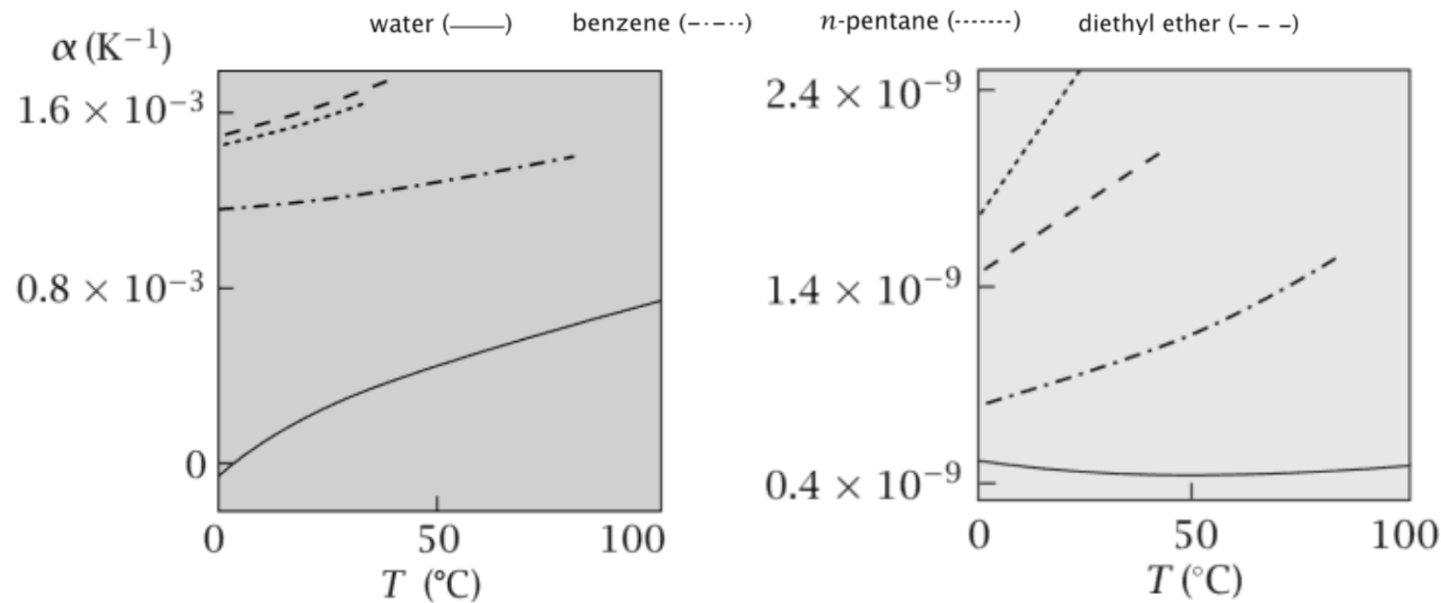 water (——) benzene (–·–·–) n-pentane (······) diethyl ether (– – –)
α (K⁻¹)
1.6 × 10⁻³
0.8 × 10⁻³
0
0 50 100
T (°C)
2.4 × 10⁻⁹
1.4 × 10⁻⁹
0.4 × 10⁻⁹
0 50 100
T (°C)